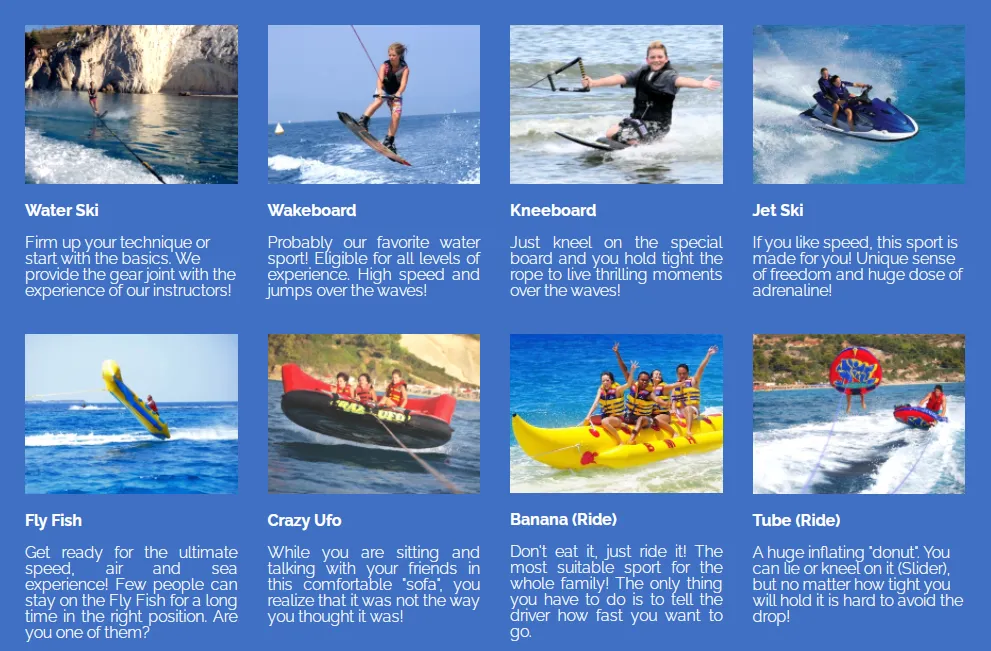 Water Ski
Firm up your technique or
start with the basics. We
provide the gear joint with the
experience of our instructors!
Wakeboard
Probably our favorite water
sport! Eligible for all levels of
experience. High speed and
jumps over the waves!
Kneeboard
Just kneel on the special
board and you hold tight the
rope to live thrilling moments
over the waves!
Jet Ski
If you like speed, this sport is
made for you! Unique sense
of freedom and huge dose of
adrenaline!
Fly Fish
Get ready for the ultimate
speed, air and sea
experience! Few people can
stay on the Fly Fish for a long
time in the right position. Are
you one of them?
CRAZY UFO
Crazy Ufo
While you are sitting and
talking with your friends in
this comfortable "sofa", you
realize that it was not the way
you thought it was!
Banana (Ride)
Don't eat it, just ride it! The
most suitable sport for the
whole family! The only thing
you have to do is to tell the
driver how fast you want to
go.
Tube (Ride)
A huge inflating "donut". You
can lie or kneel on it (Slider),
but no matter how tight you
will hold it is hard to avoid the
drop!